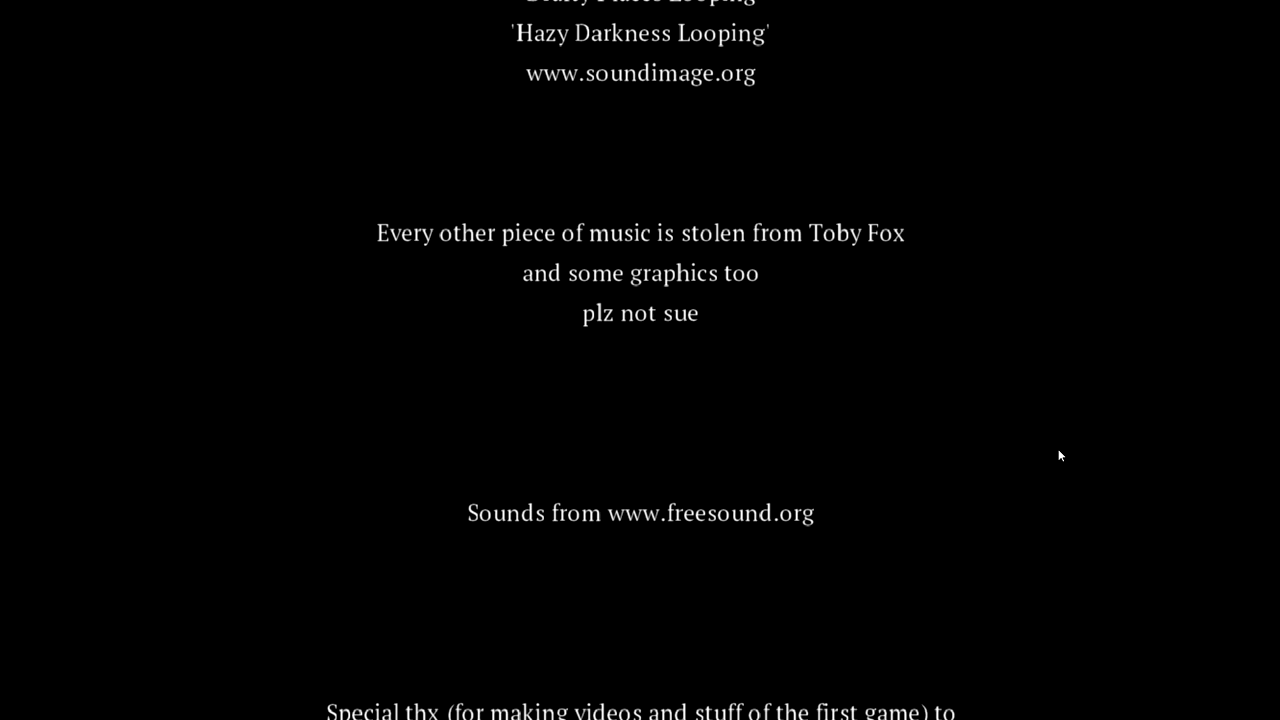 Looping
'Hazy Darkness Looping'
www.soundimage.org
Every other piece of music is stolen from Toby Fox
and some graphics too
plz not sue
Sounds from www.freesound.org
Special thx (for making videos and stuff of the first game) to